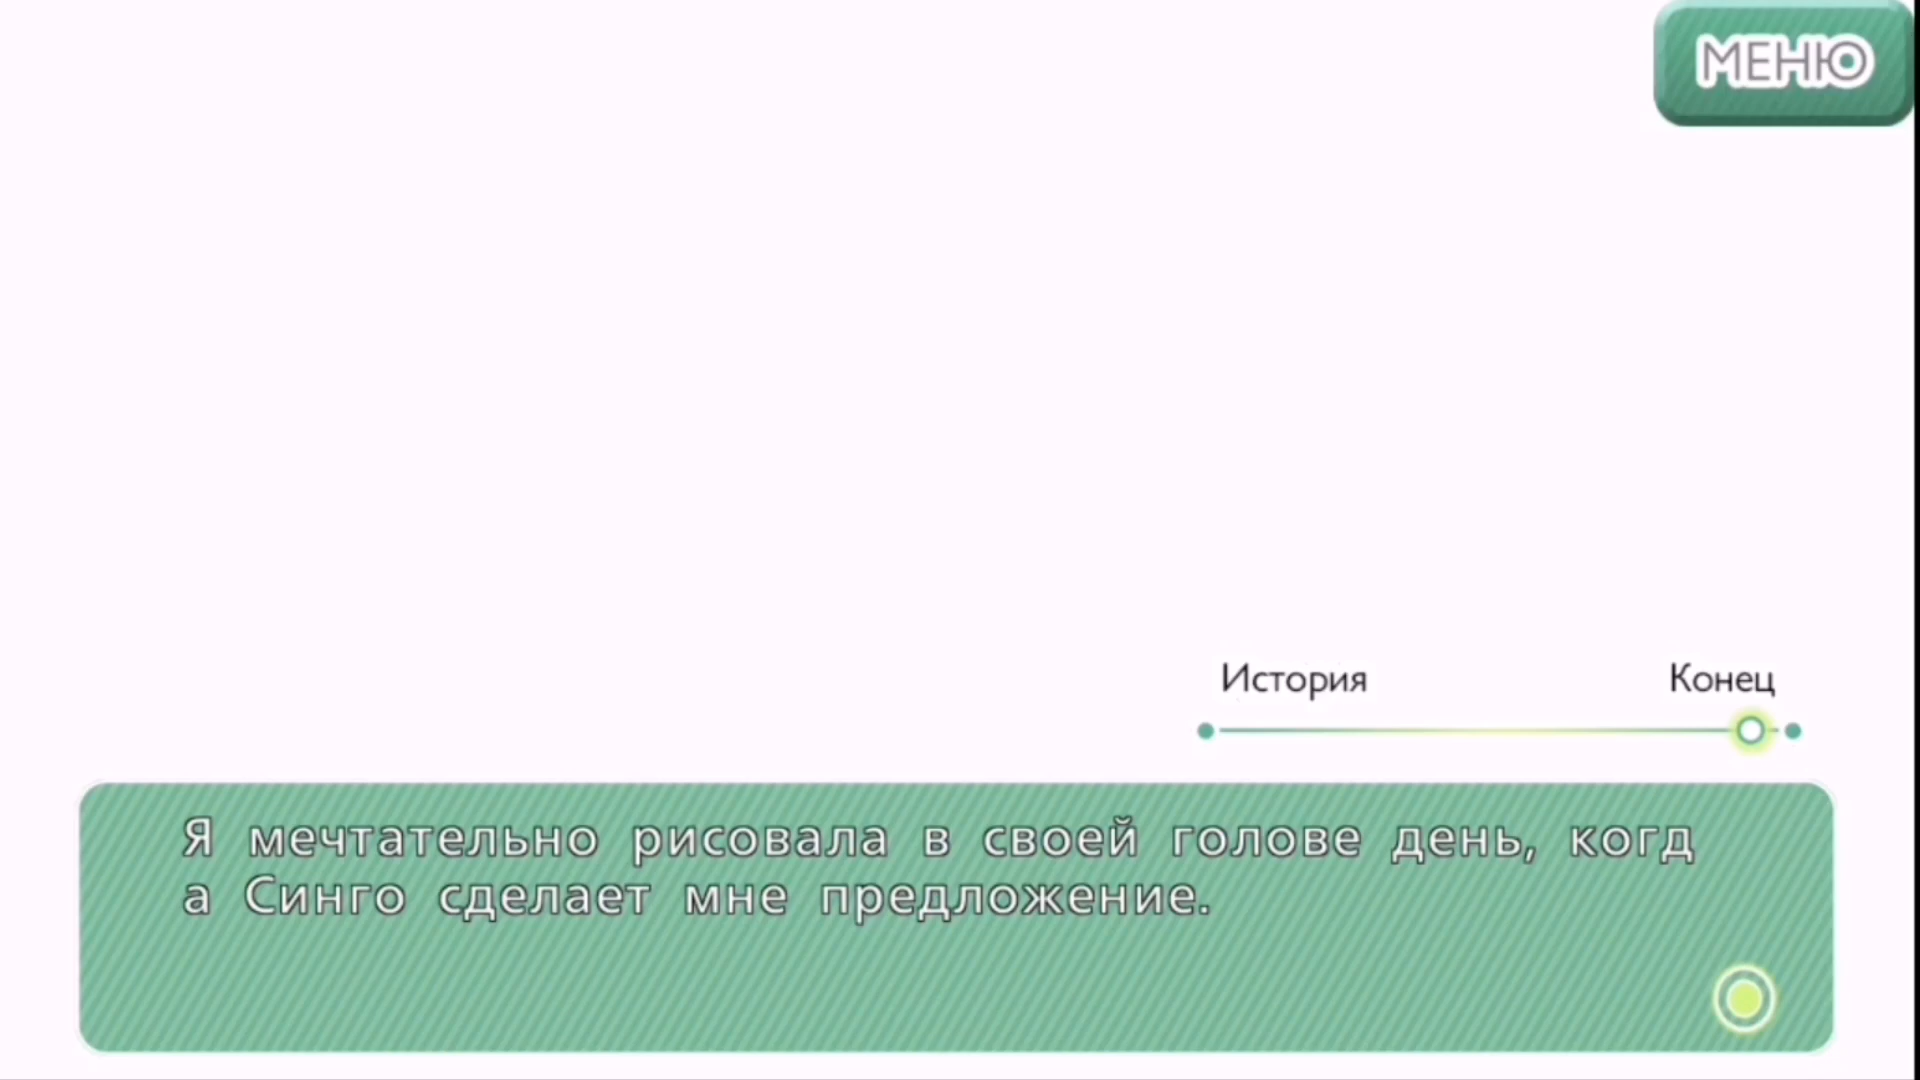 МЕНЮ
История Конец
Я мечтательно рисовала в своей голове день, когд
а Синго сделает мне предложение.